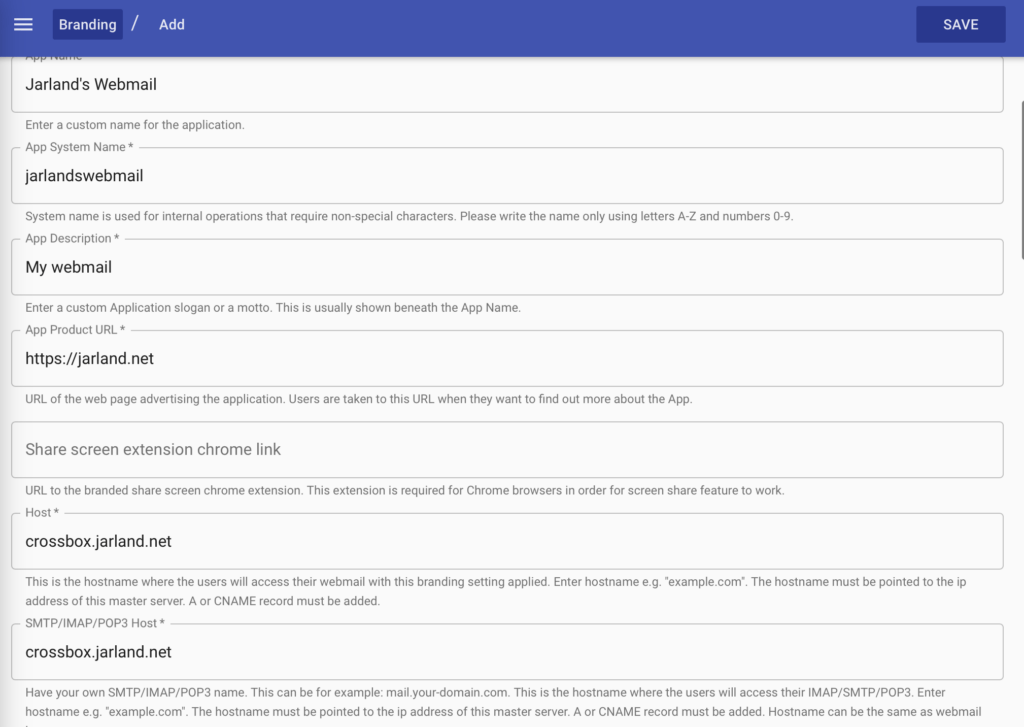 Branding / Add
SAVE
App Name
Jarland's Webmail
Enter a custom name for the application.
App System Name *
jarlandswebmail
System name is used for internal operations that require non-special characters. Please write the name only using letters A-Z and numbers 0-9.
App Description *
My webmail
Enter a custom Application slogan or a motto. This is usually shown beneath the App Name.
App Product URL *
https://jarland.net
URL of the web page advertising the application. Users are taken to this URL when they want to find out more about the App.
Share screen extension chrome link
URL to the branded share screen chrome extension. This extension is required for Chrome browsers in order for screen share feature to work.
Host *
crossbox.jarland.net
This is the hostname where the users will access their webmail with this branding setting applied. Enter hostname e.g. "example.com". The hostname must be pointed to the ip
address of this master server. A or CNAME record must be added.
SMTP/IMAP/POP3 Host *
crossbox.jarland.net
Have your own SMTP/IMAP/POP3 name. This can be for example: mail.your-domain.com. This is the hostname where the users will access their IMAP/SMTP/POP3. Enter
hostname e.g. "example.com". The hostname must be pointed to the ip address of this master server. A or CNAME record must be added. Hostname can be the same as webmail